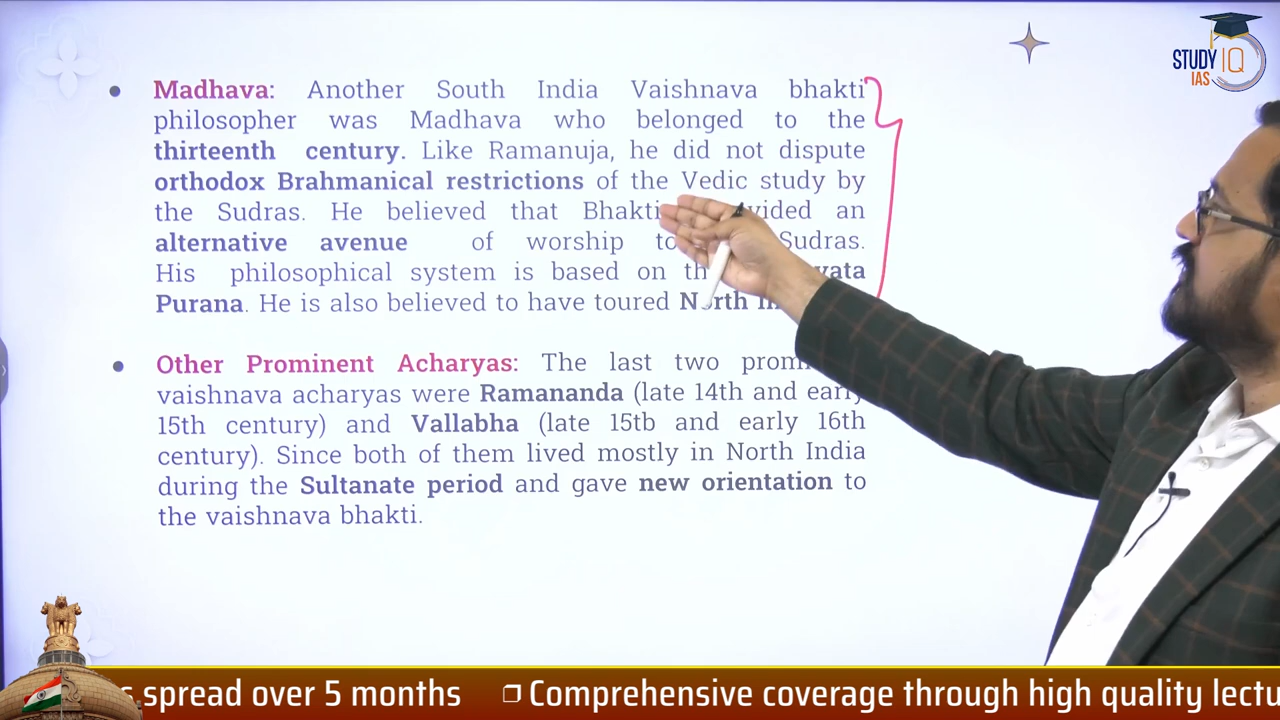 STUDY IQ
IAS
Madhava: Another South India Vaishnava bhakti
philosopher was Madhava who belonged to the
thirteenth century. Like Ramanuja, he did not dispute
orthodox Brahmanical restrictions of the Vedic study by
the Sudras. He believed that Bhakti an
alternative avenue of worship Sudras.
His philosophical system is based on
Purana. He is also believed to have toured North
Other Prominent Acharyas: The last two
vaishnava acharyas were Ramananda (late 14th and early
15th century) and Vallabha (late 15tb and early 16th
century). Since both of them lived mostly in North India
during the Sultanate period and gave new orientation to
the vaishnava bhakti.
spread over 5 months ❒ Comprehensive coverage through high quality